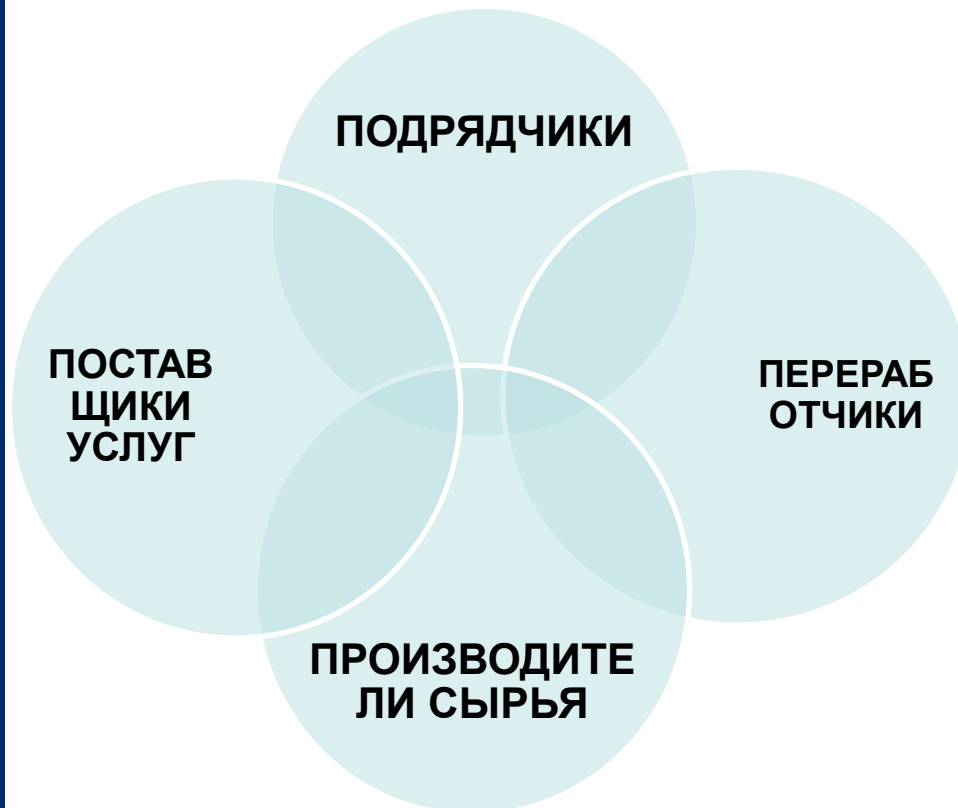 ПОДРЯДЧИКИ
ПОСТАВ
ЩИКИ
УСЛУГ
ПЕРЕРАБ
ОТЧИКИ
ПРОИЗВОДИТЕ
ЛИ СЫРЬЯ